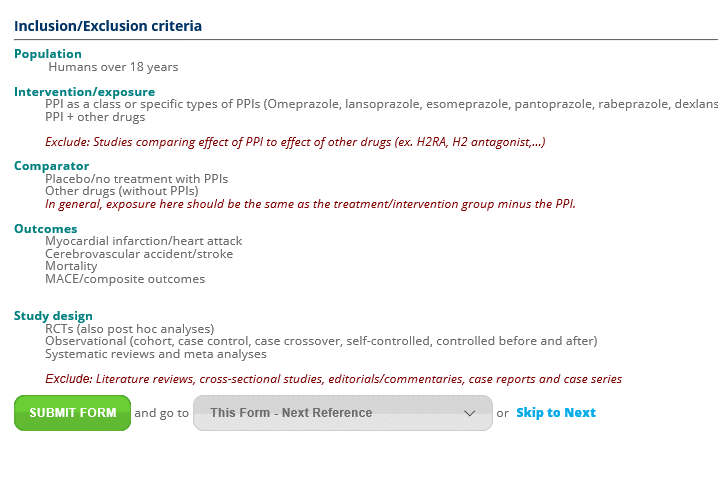 Inclusion/Exclusion criteria
Population
Humans over 18 years
Intervention/exposure
PPI as a class or specific types of PPIs (Omeprazole, lansoprazole, esomeprazole, pantoprazole, rabeprazole, dexlans
PPI + other drugs
Exclude: Studies comparing effect of PPI to effect of other drugs (ex. H2RA, H2 antagonist,...)
Comparator
Placebo/no treatment with PPIs
Other drugs (without PPIs)
In general, exposure here should be the same as the treatment/intervention group minus the PPI.
Outcomes
Myocardial infarction/heart attack
Cerebrovascular accident/stroke
Mortality
MACE/composite outcomes
Study design
RCTs (also post hoc analyses)
Observational (cohort, case control, case crossover, self-controlled, controlled before and after)
Systematic reviews and meta analyses
Exclude: Literature reviews, cross-sectional studies, editorials/commentaries, case reports and case series
SUBMIT FORM and go to This Form - Next Reference or Skip to Next